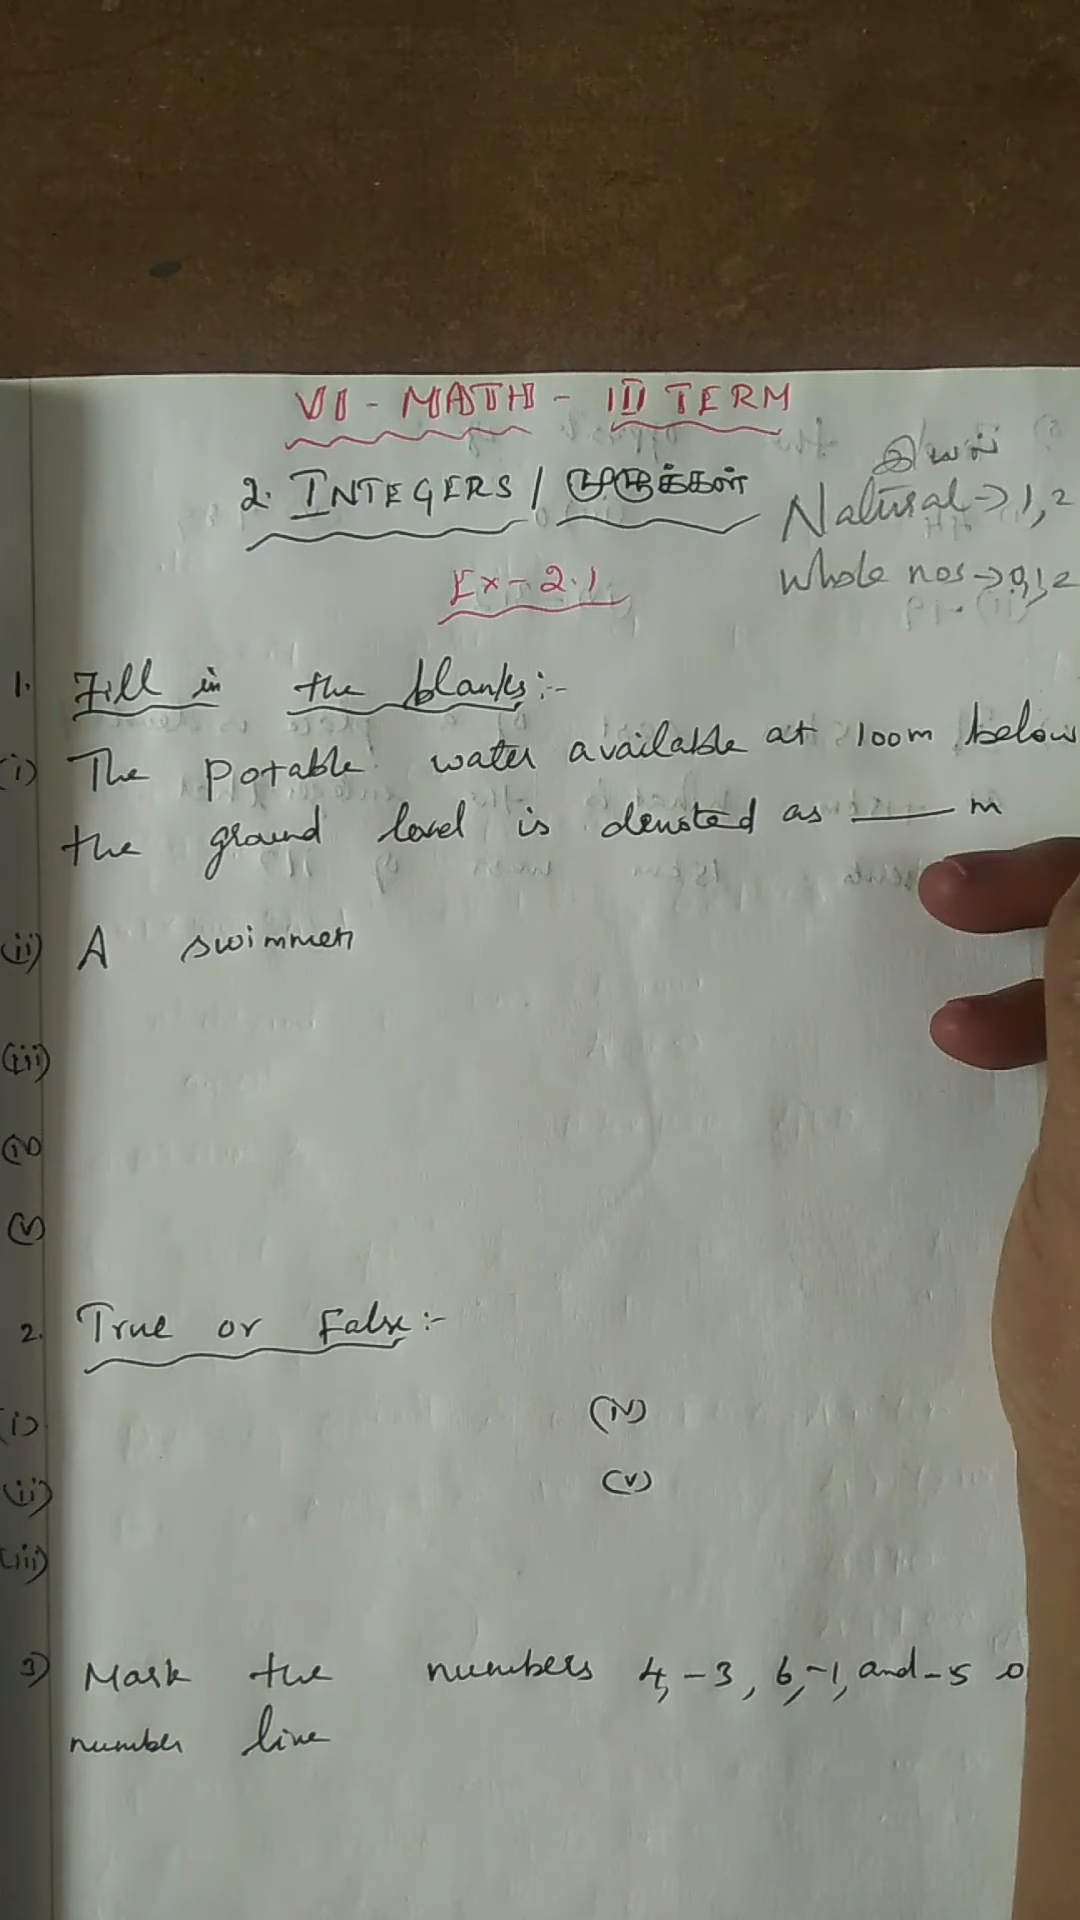 VI - MATH - III TERM
2. INTEGERS / முழுக்கள்
இயல்
Natural → 1, 2
Whole nos → 0, 1, 2
Ex - 2.1
1. Fill in the blanks :-
(i) The potable water available at 100m below
the ground level is denoted as ____ m
(ii) A swimmer
(iii)
(iv)
(v)
2. True or False :-
(i)
(iv)
(ii)
(v)
(iii)
3) Mark the numbers 4, -3, 6, -1, and -5 o
number line